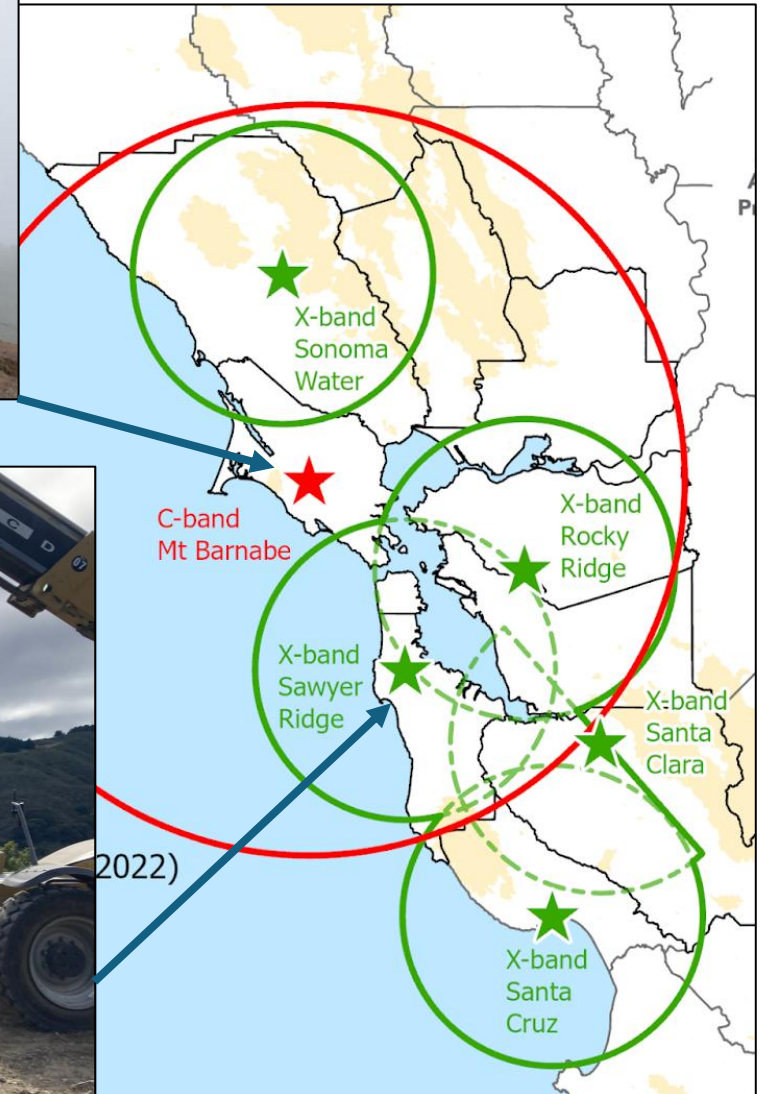 X-band
Sonoma
Water
C-band
Mt Barnabe
X-band
Rocky
Ridge
X-band
Sawyer
Ridge
X-band
Santa
Clara
2022)
X-band
Santa
Cruz
C D
07